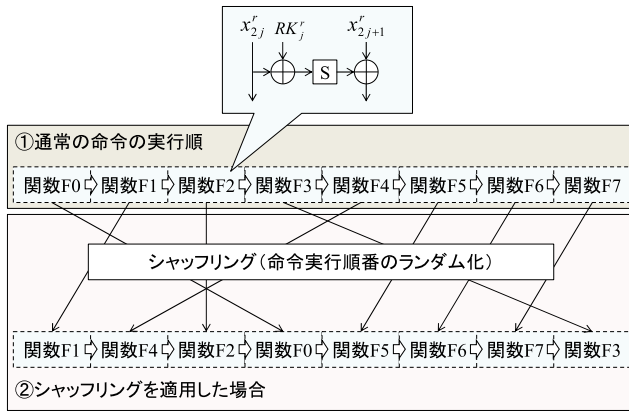 x^r_{2j} RK^r_j x^r_{2j+1}
S
①通常の命令の実行順
関数F0 関数F1 関数F2 関数F3 関数F4 関数F5 関数F6 関数F7
シャッフリング（命令実行順番のランダム化）
関数F1 関数F4 関数F2 関数F0 関数F5 関数F6 関数F7 関数F3
②シャッフリングを適用した場合